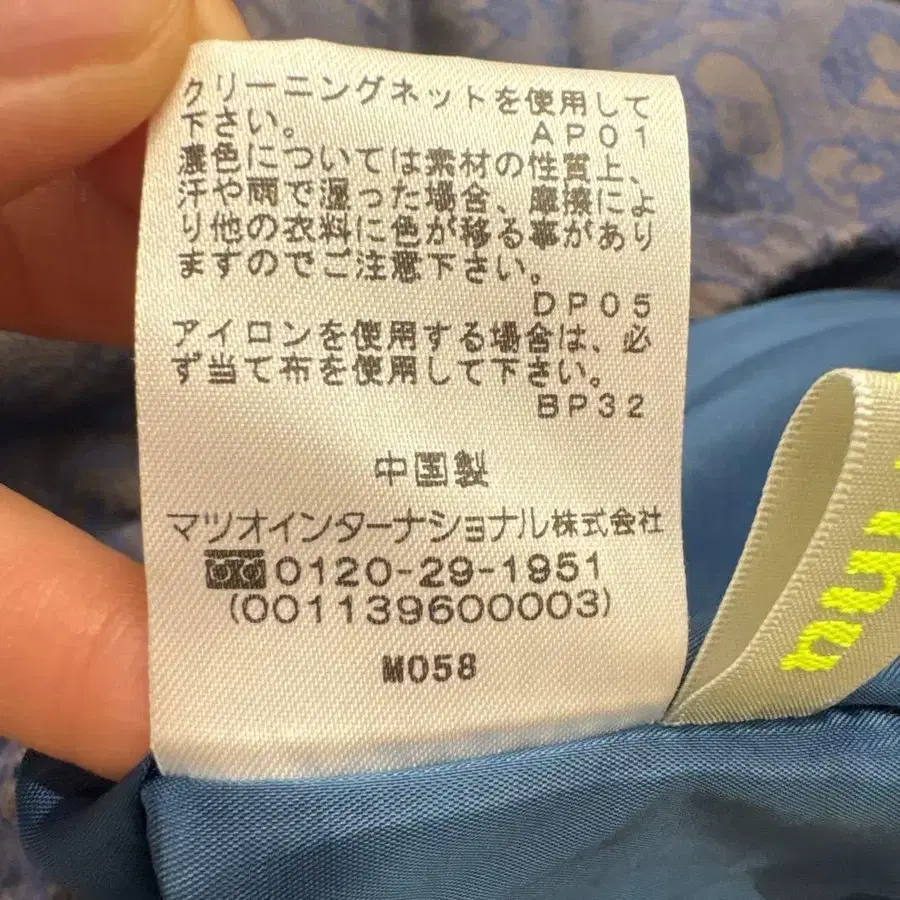 クリーニングネットを使用して
下さい。
AP01
濃色については素材の性質上、
汗や雨で湿った場合、摩擦によ
り他の衣料に色が移る事があり
ますのでご注意下さい。
DP05
アイロンを使用する場合は、必
ず当て布を使用して下さい。
BP32
中国製
マツオインターナショナル株式会社
0120-29-1951
(001139600003)
M058